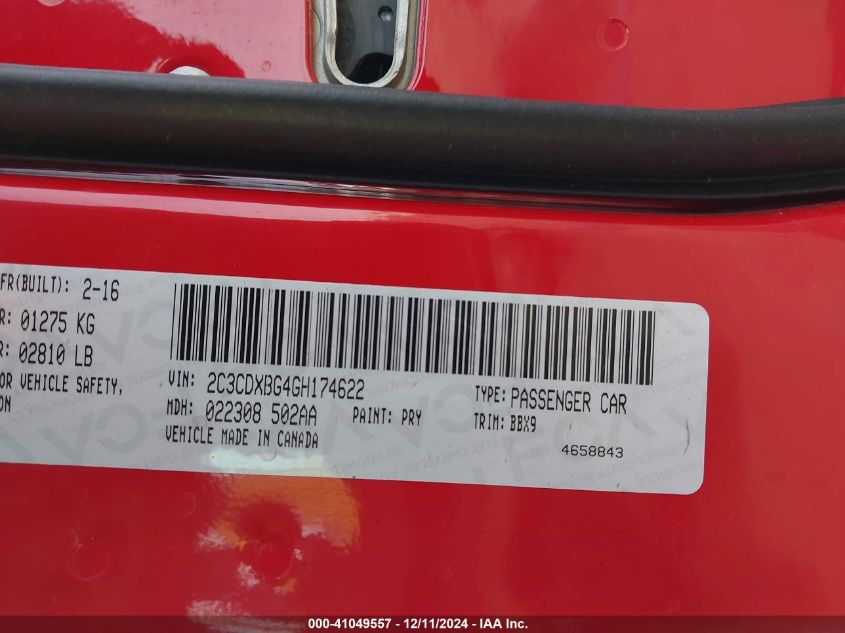 FR(BUILT): 2-16
R: 01275 KG
R: 02810 LB
OR VEHICLE SAFETY,
ON
VIN: 2C3CDXBG4GH174622
TYPE: PASSENGER CAR
MDH: 022308 502AA PAINT: PRY TRIM: BBX9
VEHICLE MADE IN CANADA
4658843
000-41049557 - 12/11/2024 - IAA Inc.